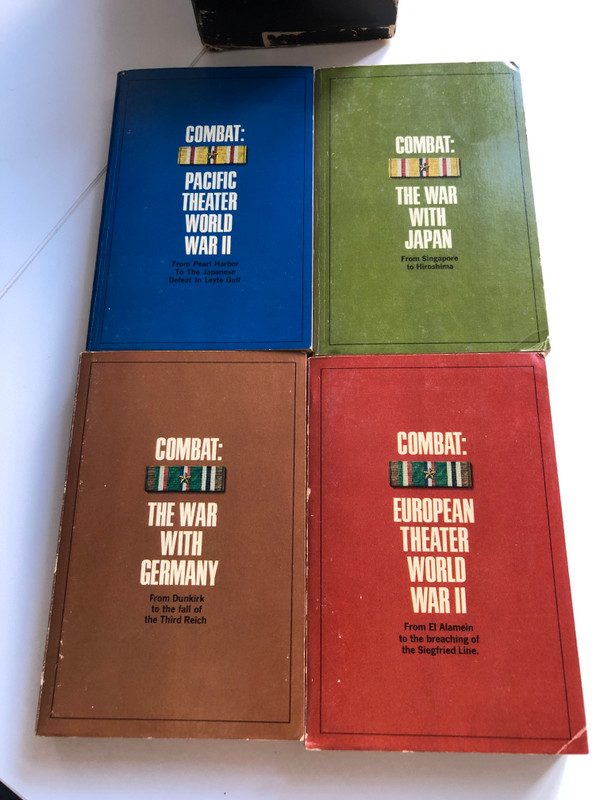 COMBAT:
PACIFIC
THEATER
WORLD
WAR II
From Pearl Harbor
To The Japanese
Defeat in Leyte Gulf
COMBAT:
THE WAR
WITH
JAPAN
From Singapore
to Hiroshima
COMBAT:
THE WAR
WITH
GERMANY
From Dunkirk
to the fall of
the Third Reich
COMBAT:
EUROPEAN
THEATER
WORLD
WAR II
From El Alamein
to the breaching of
the Siegfried Line.